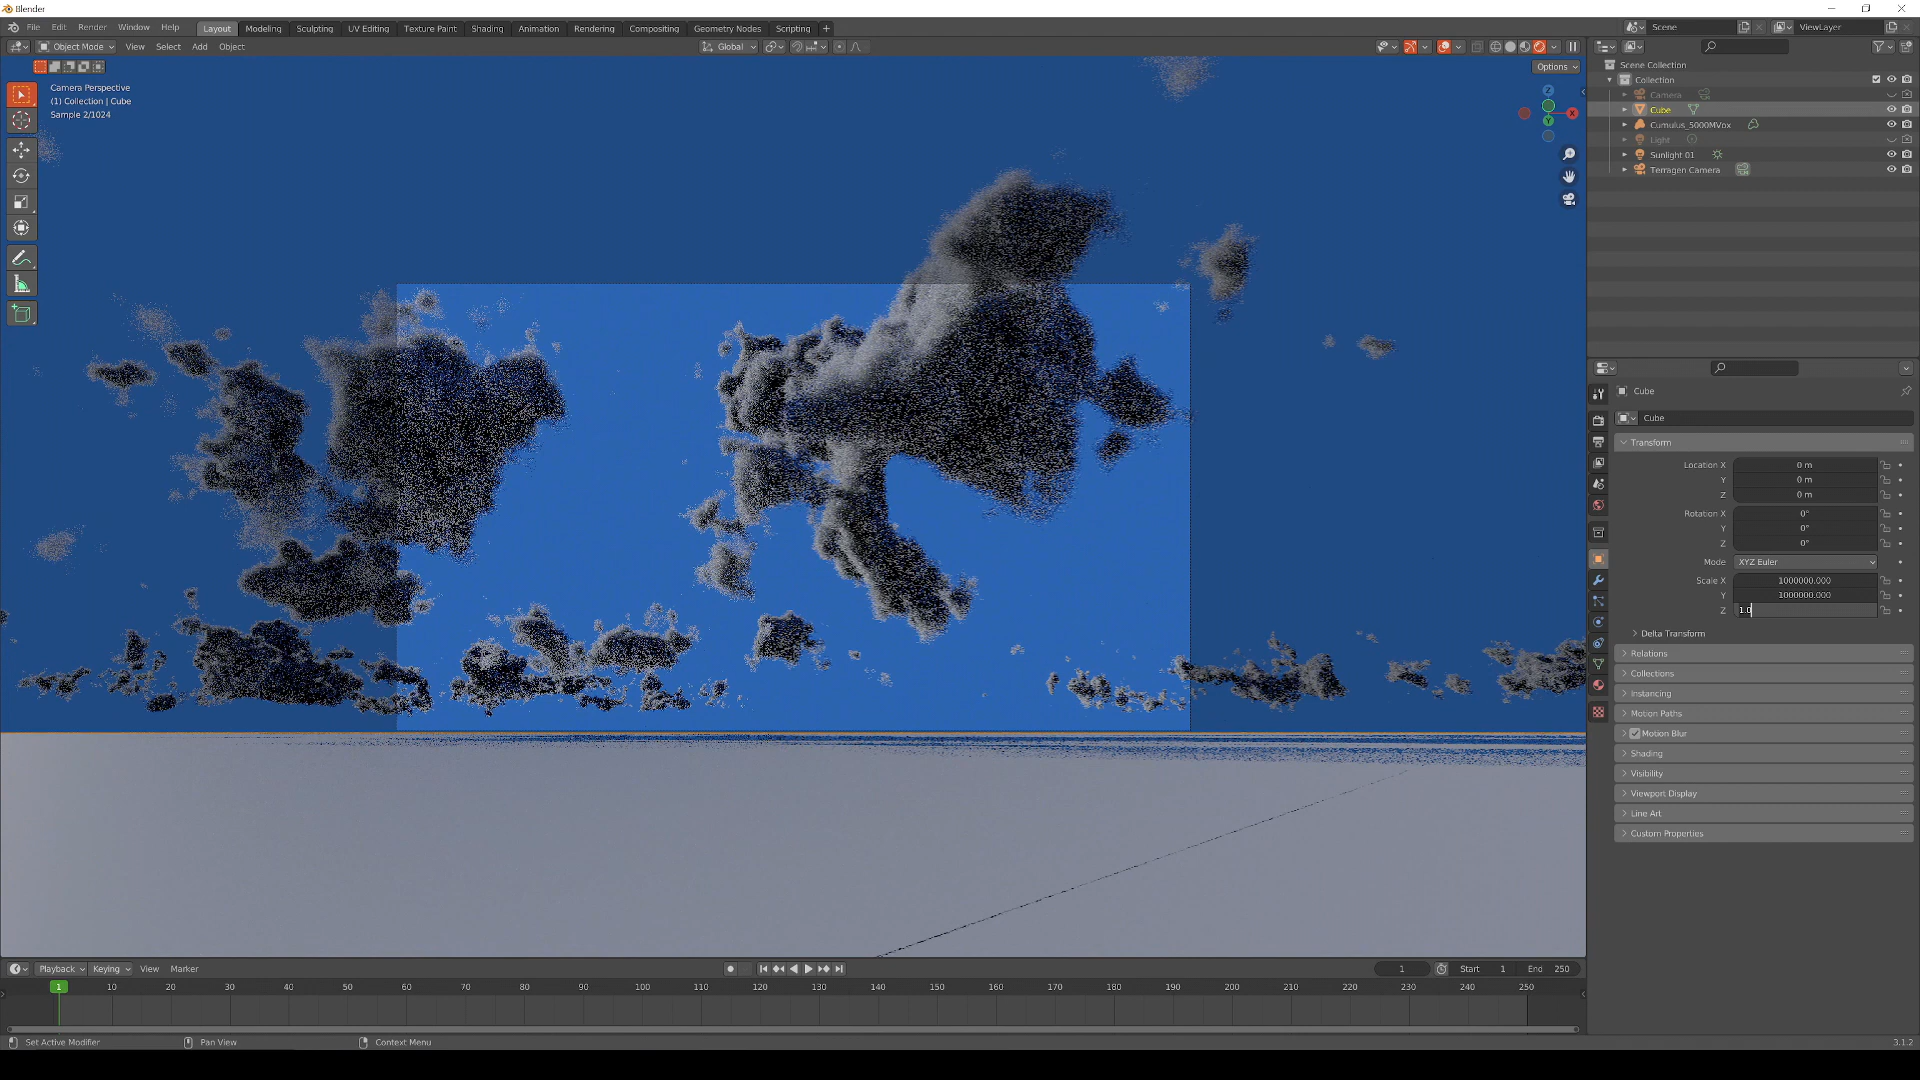 Blender
File Edit Render Window Help Layout Modeling Sculpting UV Editing Texture Paint Shading Animation Rendering Compositing Geometry Nodes Scripting + Scene ViewLayer
Object Mode View Select Add Object Global
Options
Camera Perspective
(1) Collection | Cube
Sample 2/1024
Z
X
Y
Scene Collection
Collection
Camera
Cube
Cumulus_5000MVox
Light
Sunlight 01
Terragen Camera
Cube
Cube
Transform
Location X 0 m
Y 0 m
Z 0 m
Rotation X 0°
Y 0°
Z 0°
Mode XYZ Euler
Scale X 1000000.000
Y 1000000.000
Z 1.0
Delta Transform
Relations
Collections
Instancing
Motion Paths
Motion Blur
Shading
Visibility
Viewport Display
Line Art
Custom Properties
Playback Keying View Marker 1 Start 1 End 250
1 10 20 30 40 50 60 70 80 90 100 110 120 130 140 150 160 170 180 190 200 210 220 230 240 250
Set Active Modifier Pan View Context Menu 3.1.2